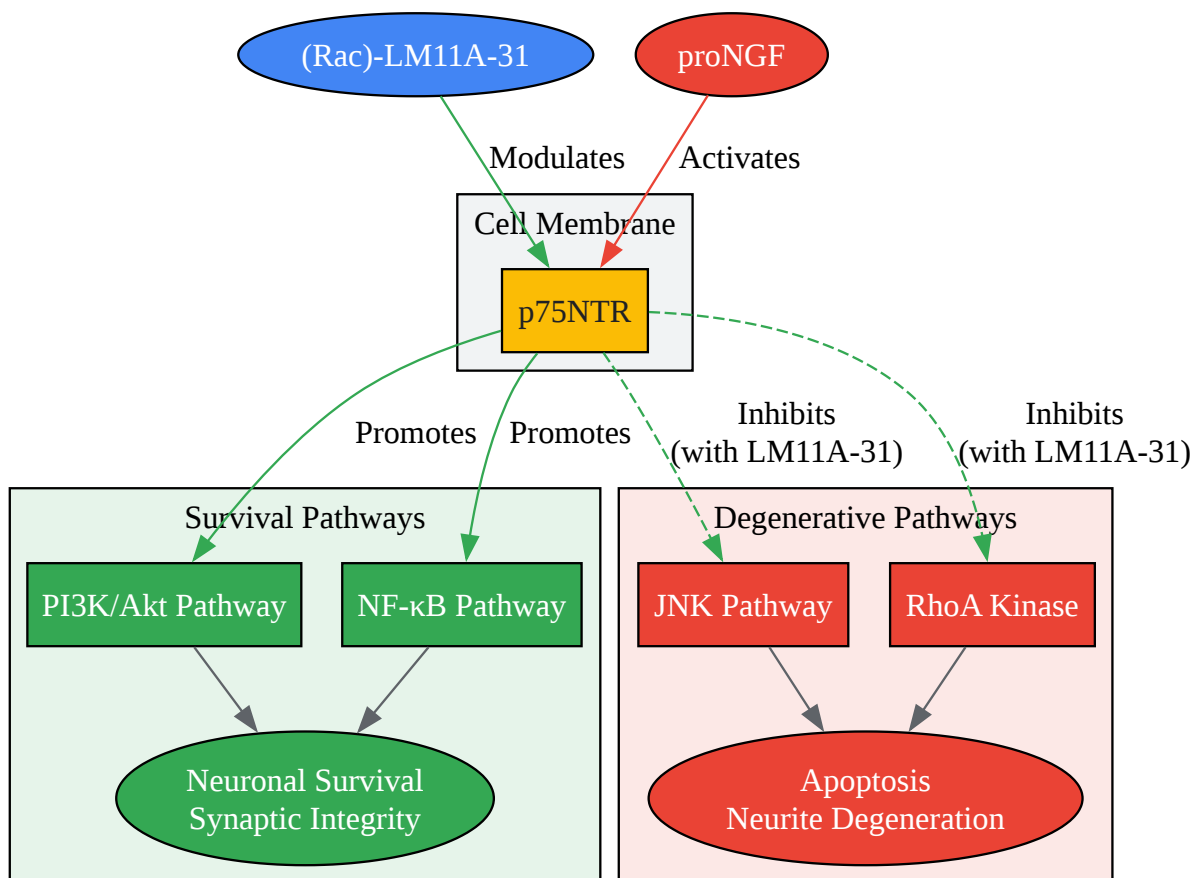 (Rac)-LM11A-31
proNGF
Modulates
Activates
Cell Membrane
p75NTR
Promotes
Promotes
Inhibits
(with LM11A-31)
Inhibits
(with LM11A-31)
Survival Pathways
Degenerative Pathways
PI3K/Akt Pathway
NF-κB Pathway
JNK Pathway
RhoA Kinase
Neuronal Survival
Synaptic Integrity
Apoptosis
Neurite Degeneration